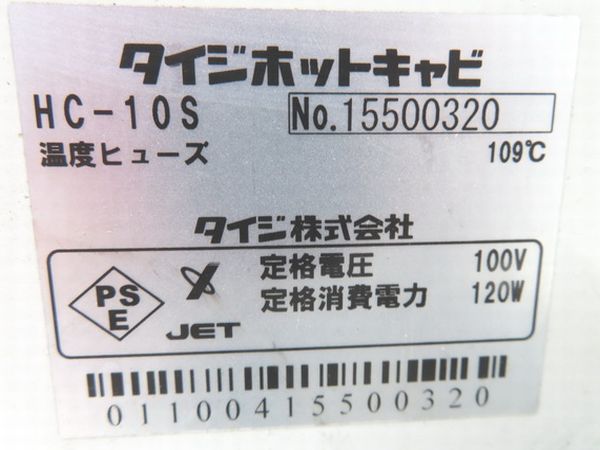 タイジホットキャビ
HC-10S No.15500320
温度ヒューズ 109℃
タイジ株式会社
PSE JET 定格電圧 100V
定格消費電力 120W
01100415500320